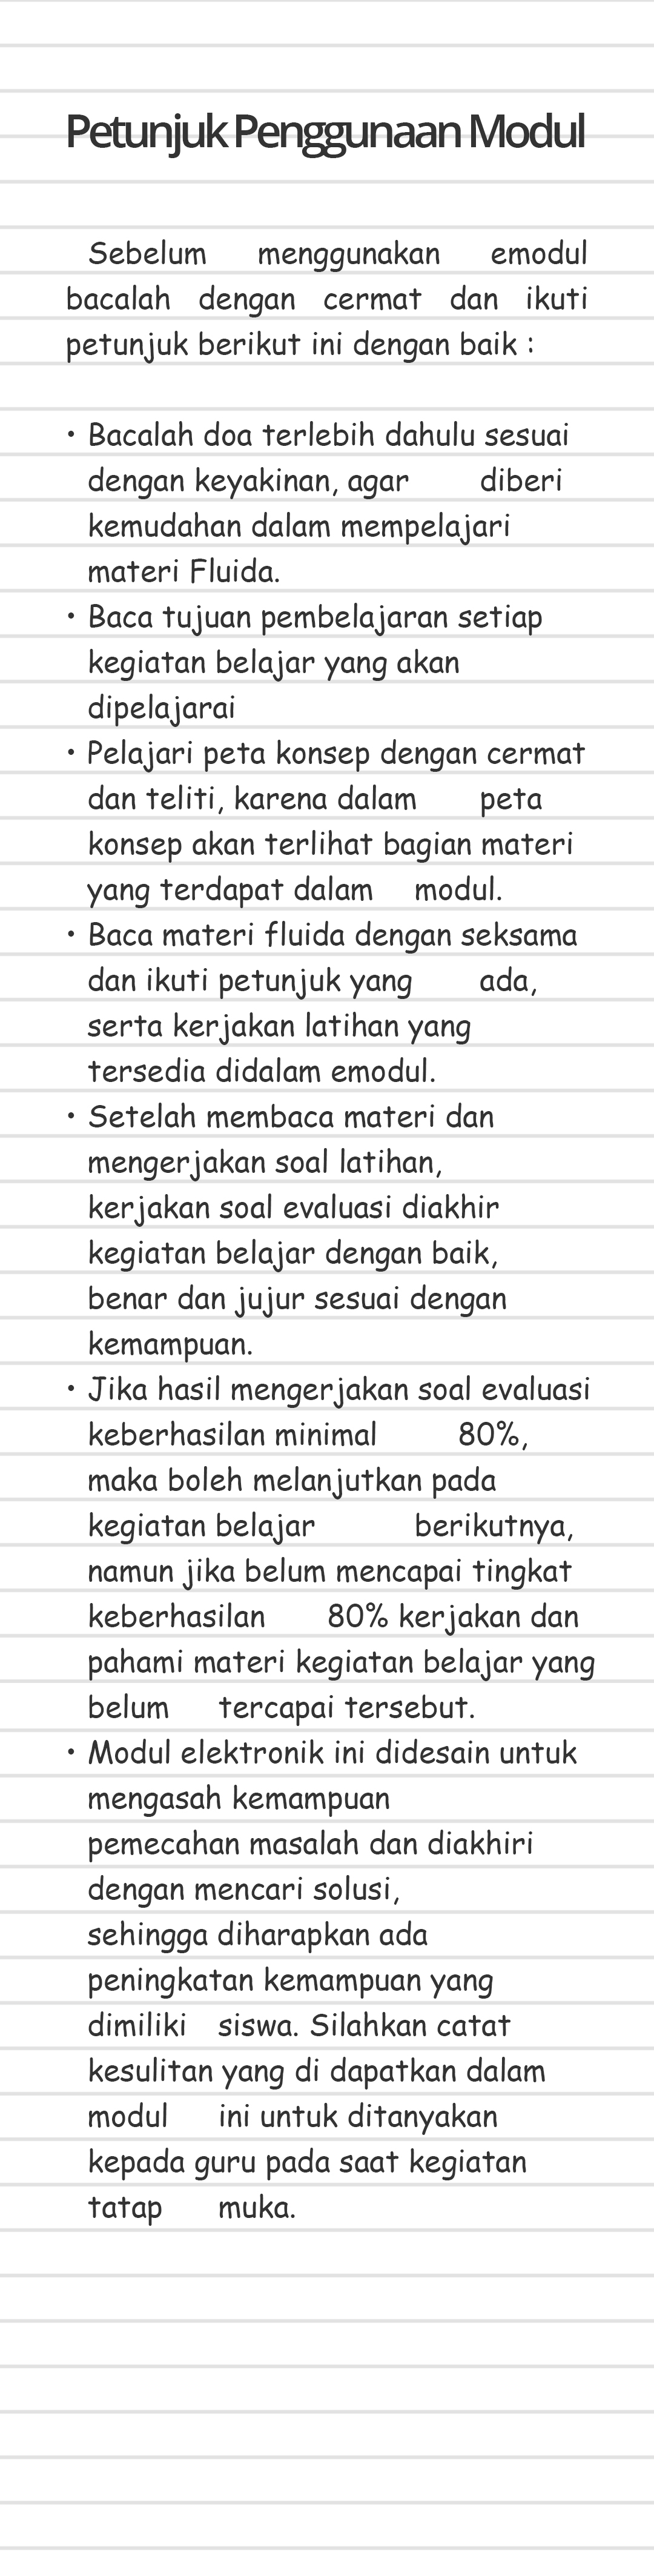 Petunjuk Penggunaan Modul
Sebelum menggunakan emodul
bacalah dengan cermat dan ikuti
petunjuk berikut ini dengan baik :
• Bacalah doa terlebih dahulu sesuai
dengan keyakinan, agar diberi
kemudahan dalam mempelajari
materi Fluida.
• Baca tujuan pembelajaran setiap
kegiatan belajar yang akan
dipelajarai
• Pelajari peta konsep dengan cermat
dan teliti, karena dalam peta
konsep akan terlihat bagian materi
yang terdapat dalam modul.
• Baca materi fluida dengan seksama
dan ikuti petunjuk yang ada,
serta kerjakan latihan yang
tersedia didalam emodul.
• Setelah membaca materi dan
mengerjakan soal latihan,
kerjakan soal evaluasi diakhir
kegiatan belajar dengan baik,
benar dan jujur sesuai dengan
kemampuan.
• Jika hasil mengerjakan soal evaluasi
keberhasilan minimal 80%,
maka boleh melanjutkan pada
kegiatan belajar berikutnya,
namun jika belum mencapai tingkat
keberhasilan 80% kerjakan dan
pahami materi kegiatan belajar yang
belum tercapai tersebut.
• Modul elektronik ini didesain untuk
mengasah kemampuan
pemecahan masalah dan diakhiri
dengan mencari solusi,
sehingga diharapkan ada
peningkatan kemampuan yang
dimiliki siswa. Silahkan catat
kesulitan yang di dapatkan dalam
modul ini untuk ditanyakan
kepada guru pada saat kegiatan
tatap muka.